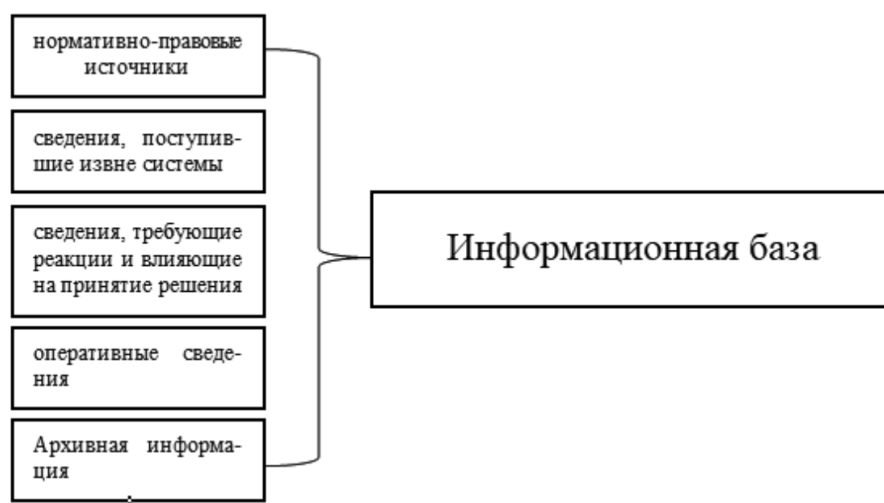 нормативно-правовые
источники
сведения, поступив-
шие извне системы
сведения, требующие
реакции и влияющие
на принятие решения
оперативные сведе-
ния
Архивная информа-
ция
Информационная база